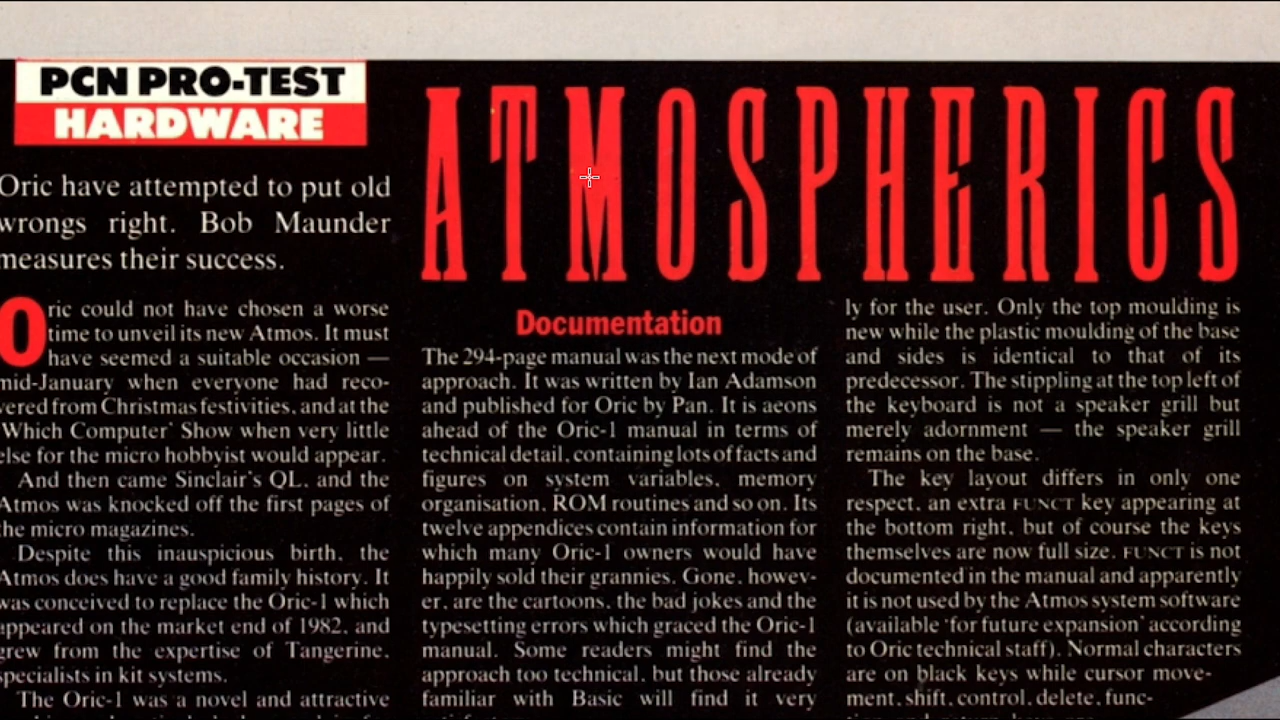 PCN PRO-TEST
HARDWARE
ATMOSPHERICS
Oric have attempted to put old
wrongs right. Bob Maunder
measures their success.
Oric could not have chosen a worse
time to unveil its new Atmos. It must
have seemed a suitable occasion —
mid-January when everyone had reco-
vered from Christmas festivities, and at the
'Which Computer' Show when very little
else for the micro hobbyist would appear.
And then came Sinclair's QL, and the
Atmos was knocked off the first pages of
the micro magazines.
Despite this inauspicious birth, the
Atmos does have a good family history. It
was conceived to replace the Oric-1 which
appeared on the market end of 1982, and
grew from the expertise of Tangerine,
specialists in kit systems.
The Oric-1 was a novel and attractive
Documentation
The 294-page manual was the next mode of
approach. It was written by Ian Adamson
and published for Oric by Pan. It is aeons
ahead of the Oric-1 manual in terms of
technical detail, containing lots of facts and
figures on system variables, memory
organisation, ROM routines and so on. Its
twelve appendices contain information for
which many Oric-1 owners would have
happily sold their grannies. Gone, howev-
er, are the cartoons, the bad jokes and the
typesetting errors which graced the Oric-1
manual. Some readers might find the
approach too technical, but those already
familiar with Basic will find it very
ly for the user. Only the top moulding is
new while the plastic moulding of the base
and sides is identical to that of its
predecessor. The stippling at the top left of
the keyboard is not a speaker grill but
merely adornment — the speaker grill
remains on the base.
The key layout differs in only one
respect, an extra FUNCT key appearing at
the bottom right, but of course the keys
themselves are now full size. FUNCT is not
documented in the manual and apparently
it is not used by the Atmos system software
(available 'for future expansion' according
to Oric technical staff). Normal characters
are on black keys while cursor move-
ment, shift, control, delete, func-